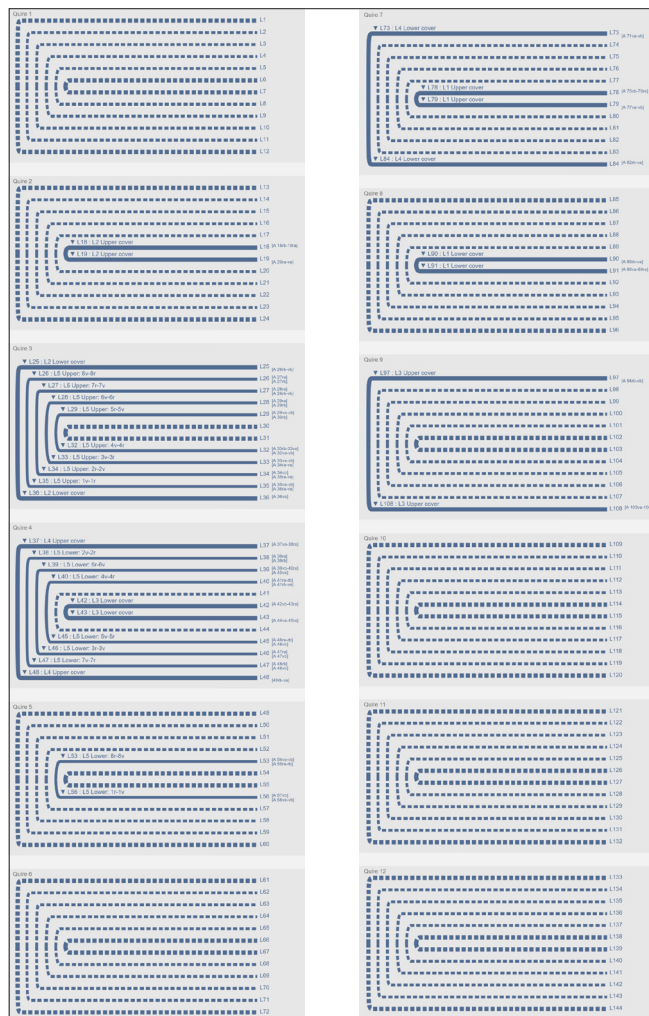 Quire 1
L1
L2
L3
L4
L5
L6
L7
L8
L9
L10
L11
L12
Quire 2
L13
L14
L15
L16
L17
▼ L18 : L2 Upper cover L18
▼ L19 : L2 Upper cover L19
L20
L21
L22
L23
L24
Quire 3
▼ L25 : L2 Lower cover L25
▼ L26 : L5 Upper: 8v-8r L26
▼ L27 : L5 Upper: 7r-7v L27
▼ L28 : L5 Upper: 6v-6r L28
▼ L29 : L5 Upper: 5r-5v L29
L30
L31
▼ L32 : L5 Upper: 4v-4r L32
▼ L33 : L5 Upper: 3v-3r L33
▼ L34 : L5 Upper: 2r-2v L34
▼ L35 : L5 Upper: 1v-1r L35
▼ L36 : L2 Lower cover L36
Quire 4
▼ L37 : L4 Upper cover L37
▼ L38 : L5 Lower: 2v-2r L38
▼ L39 : L5 Lower: 6r-6v L39
▼ L40 : L5 Lower: 4v-4r L40
L41
▼ L42 : L3 Lower cover L42
▼ L43 : L3 Lower cover L43
L44
▼ L45 : L5 Lower: 5v-5r L45
▼ L46 : L5 Lower: 3r-3v L46
▼ L47 : L5 Lower: 7v-7r L47
▼ L48 : L4 Upper cover L48
Quire 5
L49
L50
L51
L52
▼ L53 : L5 Lower: 8r-8v L53
L54
L55
▼ L56 : L5 Lower: 1r-1v L56
L57
L58
L59
L60
Quire 6
L61
L62
L63
L64
L65
L66
L67
L68
L69
L70
L71
L72
Quire 7
▼ L73 : L4 Lower cover L73
L74
L75
L76
L77
▼ L78 : L1 Upper cover L78
▼ L79 : L1 Upper cover L79
L80
L81
L82
L83
▼ L84 : L4 Lower cover L84
Quire 8
L85
L86
L87
L88
L89
▼ L90 : L1 Lower cover L90
▼ L91 : L1 Lower cover L91
L92
L93
L94
L95
L96
Quire 9
▼ L97 : L3 Upper cover L97
L98
L99
L100
L101
L102
L103
L104
L105
L106
L107
▼ L108 : L3 Upper cover L108
Quire 10
L109
L110
L111
L112
L113
L114
L115
L116
L117
L118
L119
L120
Quire 11
L121
L122
L123
L124
L125
L126
L127
L128
L129
L130
L131
L132
Quire 12
L133
L134
L135
L136
L137
L138
L139
L140
L141
L142
L143
L144